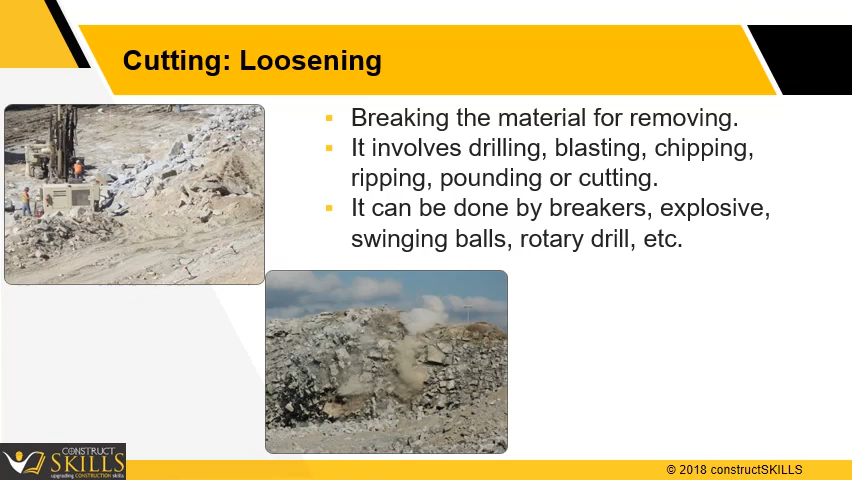 Cutting: Loosening
Breaking the material for removing.
It involves drilling, blasting, chipping,
ripping, pounding or cutting.
It can be done by breakers, explosive,
swinging balls, rotary drill, etc.
CONSTRUCT
SKILLS
upgrading CONSTRUCTION skills
© 2018 constructSKILLS